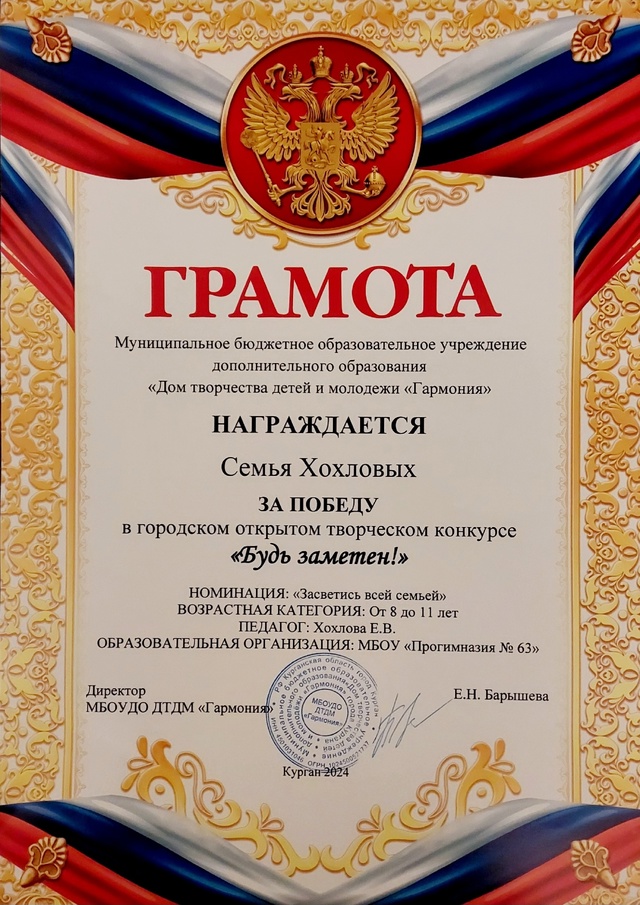 ГРАМОТА
Муниципальное бюджетное образовательное учреждение
дополнительного образования
«Дом творчества детей и молодежи «Гармония»
НАГРАЖДАЕТСЯ
Семья Хохловых
ЗА ПОБЕДУ
в городском открытом творческом конкурсе
«Будь заметен!»
НОМИНАЦИЯ: «Засветись всей семьей»
ВОЗРАСТНАЯ КАТЕГОРИЯ: От 8 до 11 лет
ПЕДАГОГ: Хохлова Е.В.
ОБРАЗОВАТЕЛЬНАЯ ОРГАНИЗАЦИЯ: МБОУ «Прогимназия № 63»
Директор
МБОУДО ДТДМ «Гармония»
Е.Н. Барышева
МБОУДО
ДТДМ
«Гармония»
Курган 2024